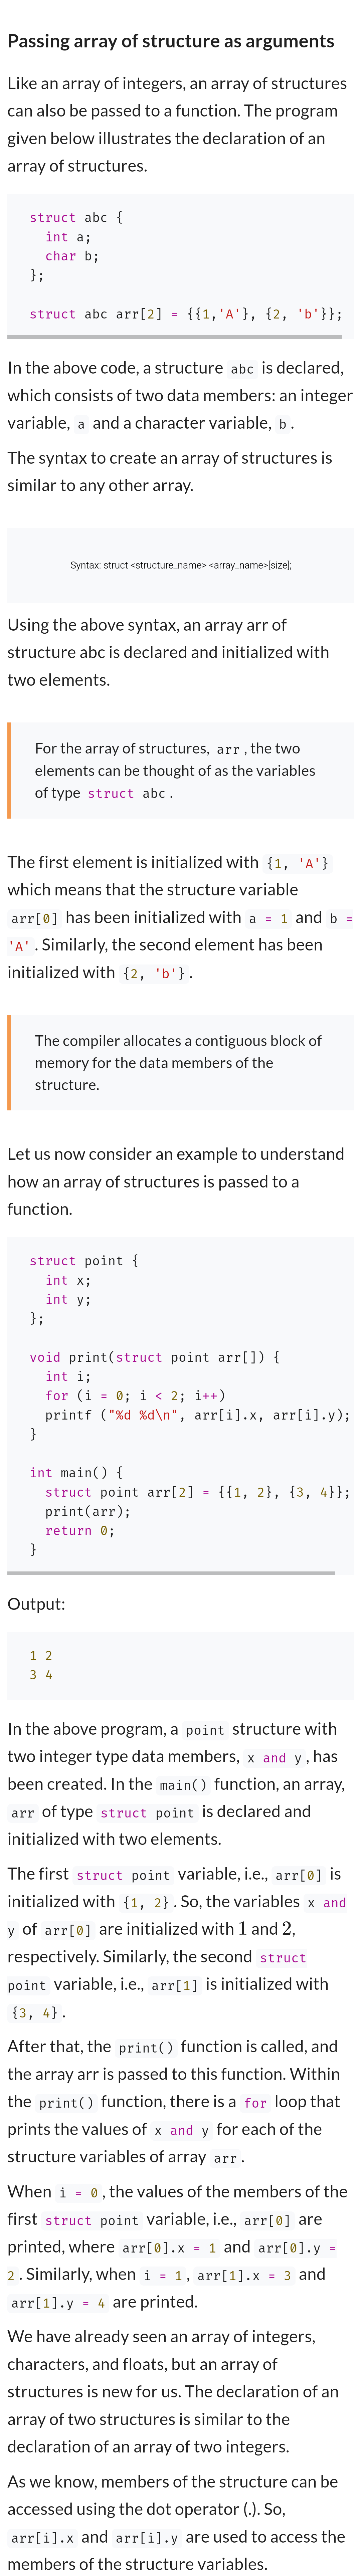 Passing array of structure as arguments
Like an array of integers, an array of structures
can also be passed to a function. The program
given below illustrates the declaration of an
array of structures.
struct abc {
  int a;
  char b;
};
struct abc arr[2] = {{1,'A'}, {2, 'b'}};
In the above code, a structure abc is declared,
which consists of two data members: an integer
variable, a and a character variable, b.
The syntax to create an array of structures is
similar to any other array.
Syntax: struct <structure_name> <array_name>[size];
Using the above syntax, an array arr of
structure abc is declared and initialized with
two elements.
For the array of structures, arr, the two
elements can be thought of as the variables
of type struct abc.
The first element is initialized with {1, 'A'}
which means that the structure variable
arr[0] has been initialized with a = 1 and b =
'A'. Similarly, the second element has been
initialized with {2, 'b'}.
The compiler allocates a contiguous block of
memory for the data members of the
structure.
Let us now consider an example to understand
how an array of structures is passed to a
function.
struct point {
  int x;
  int y;
};
void print(struct point arr[]) {
  int i;
  for (i = 0; i < 2; i++)
  printf ("%d %d\n", arr[i].x, arr[i].y);
}
int main() {
  struct point arr[2] = {{1, 2}, {3, 4}};
  print(arr);
  return 0;
}
Output:
1 2
3 4
In the above program, a point structure with
two integer type data members, x and y, has
been created. In the main() function, an array,
arr of type struct point is declared and
initialized with two elements.
The first struct point variable, i.e., arr[0] is
initialized with {1, 2}. So, the variables x and
y of arr[0] are initialized with 1 and 2,
respectively. Similarly, the second struct
point variable, i.e., arr[1] is initialized with
{3, 4}.
After that, the print() function is called, and
the array arr is passed to this function. Within
the print() function, there is a for loop that
prints the values of x and y for each of the
structure variables of array arr.
When i = 0, the values of the members of the
first struct point variable, i.e., arr[0] are
printed, where arr[0].x = 1 and arr[0].y =
2. Similarly, when i = 1, arr[1].x = 3 and
arr[1].y = 4 are printed.
We have already seen an array of integers,
characters, and floats, but an array of
structures is new for us. The declaration of an
array of two structures is similar to the
declaration of an array of two integers.
As we know, members of the structure can be
accessed using the dot operator (.). So,
arr[i].x and arr[i].y are used to access the
members of the structure variables.